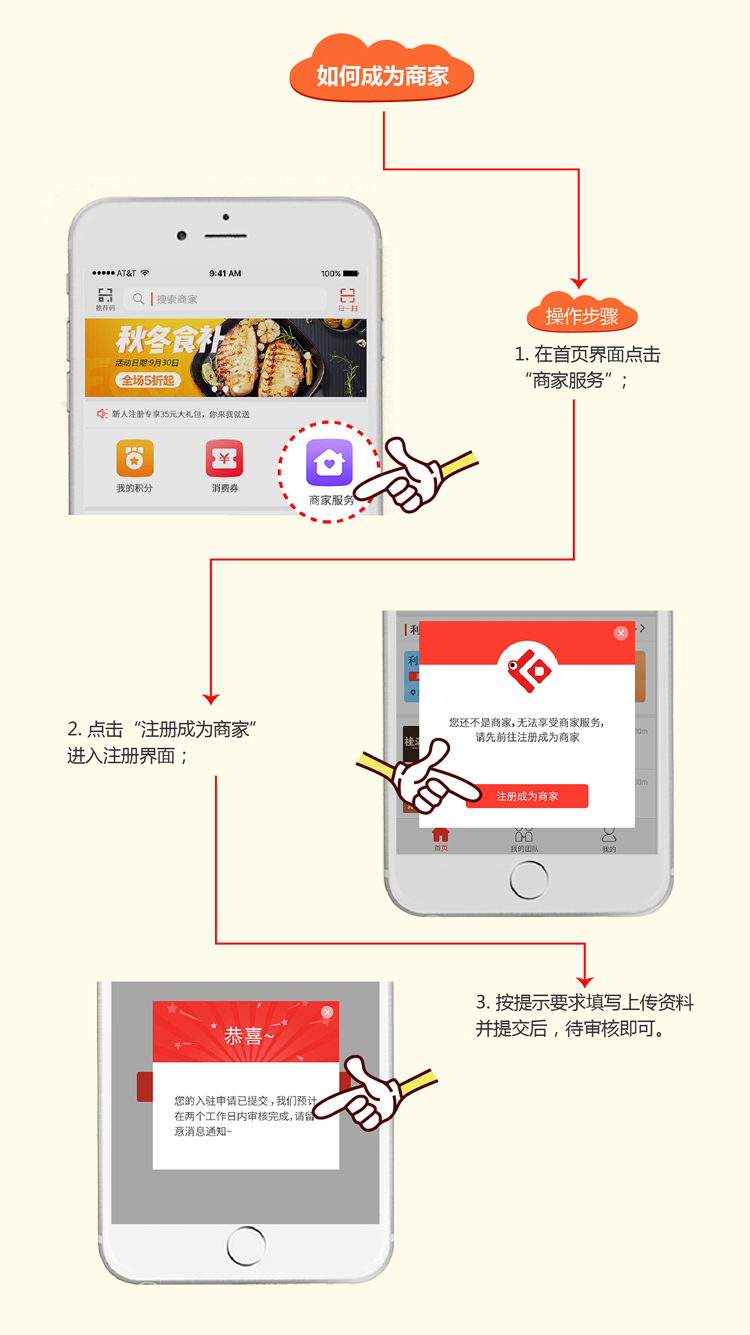 如何成为商家
AT&T
9:41 AM
100%
推荐码
搜索商家
扫一扫
秋冬食补
活动日期:9月30日
全场5折起
新人注册专享35元大礼包，你来我就送
我的积分
消费券
商家服务
操作步骤
1. 在首页界面点击
“商家服务”；
2. 点击“注册成为商家”
进入注册界面；
利
利
您还不是商家,无法享受商家服务,
请先前往注册成为商家
00m
00m
注册成为商家
首页
我的团队
我的
3. 按提示要求填写上传资料
并提交后，待审核即可。
恭喜~
您的入驻申请已提交 , 我们预计
在两个工作日内审核完成,请留
意消息通知~